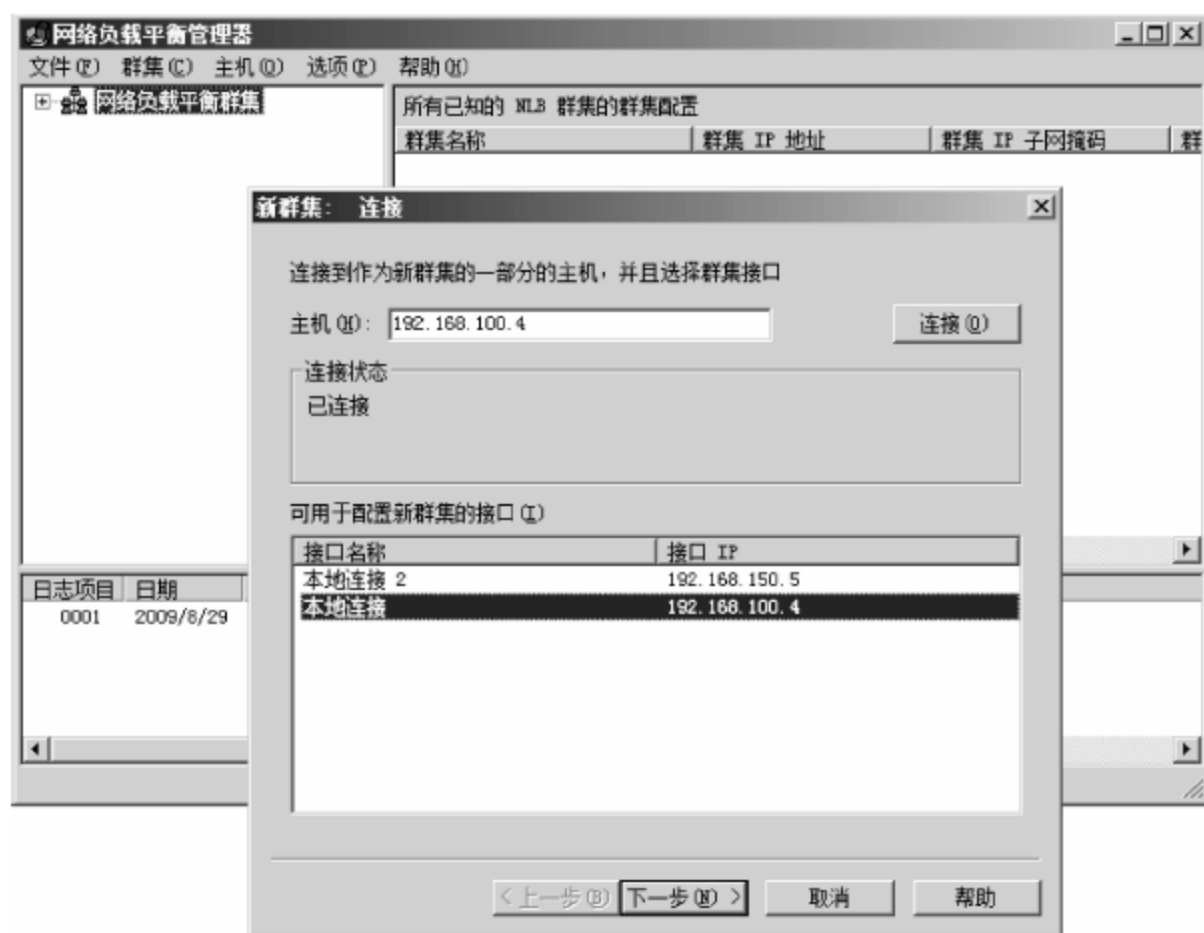 网络负载平衡管理器
文件(F) 群集(C) 主机(O) 选项(P) 帮助(H)
网络负载平衡群集
所有已知的 NLB 群集的群集配置
群集名称 群集 IP 地址 群集 IP 子网掩码 群
新群集: 连接
连接到作为新群集的一部分的主机，并且选择群集接口
主机(H): 192.168.100.4 连接(O)
连接状态
已连接
可用于配置新群集的接口(I)
接口名称 接口 IP
本地连接 2 192.168.150.5
本地连接 192.168.100.4
日志项目 日期
0001 2009/8/29
< 上一步(B) 下一步(N) > 取消 帮助